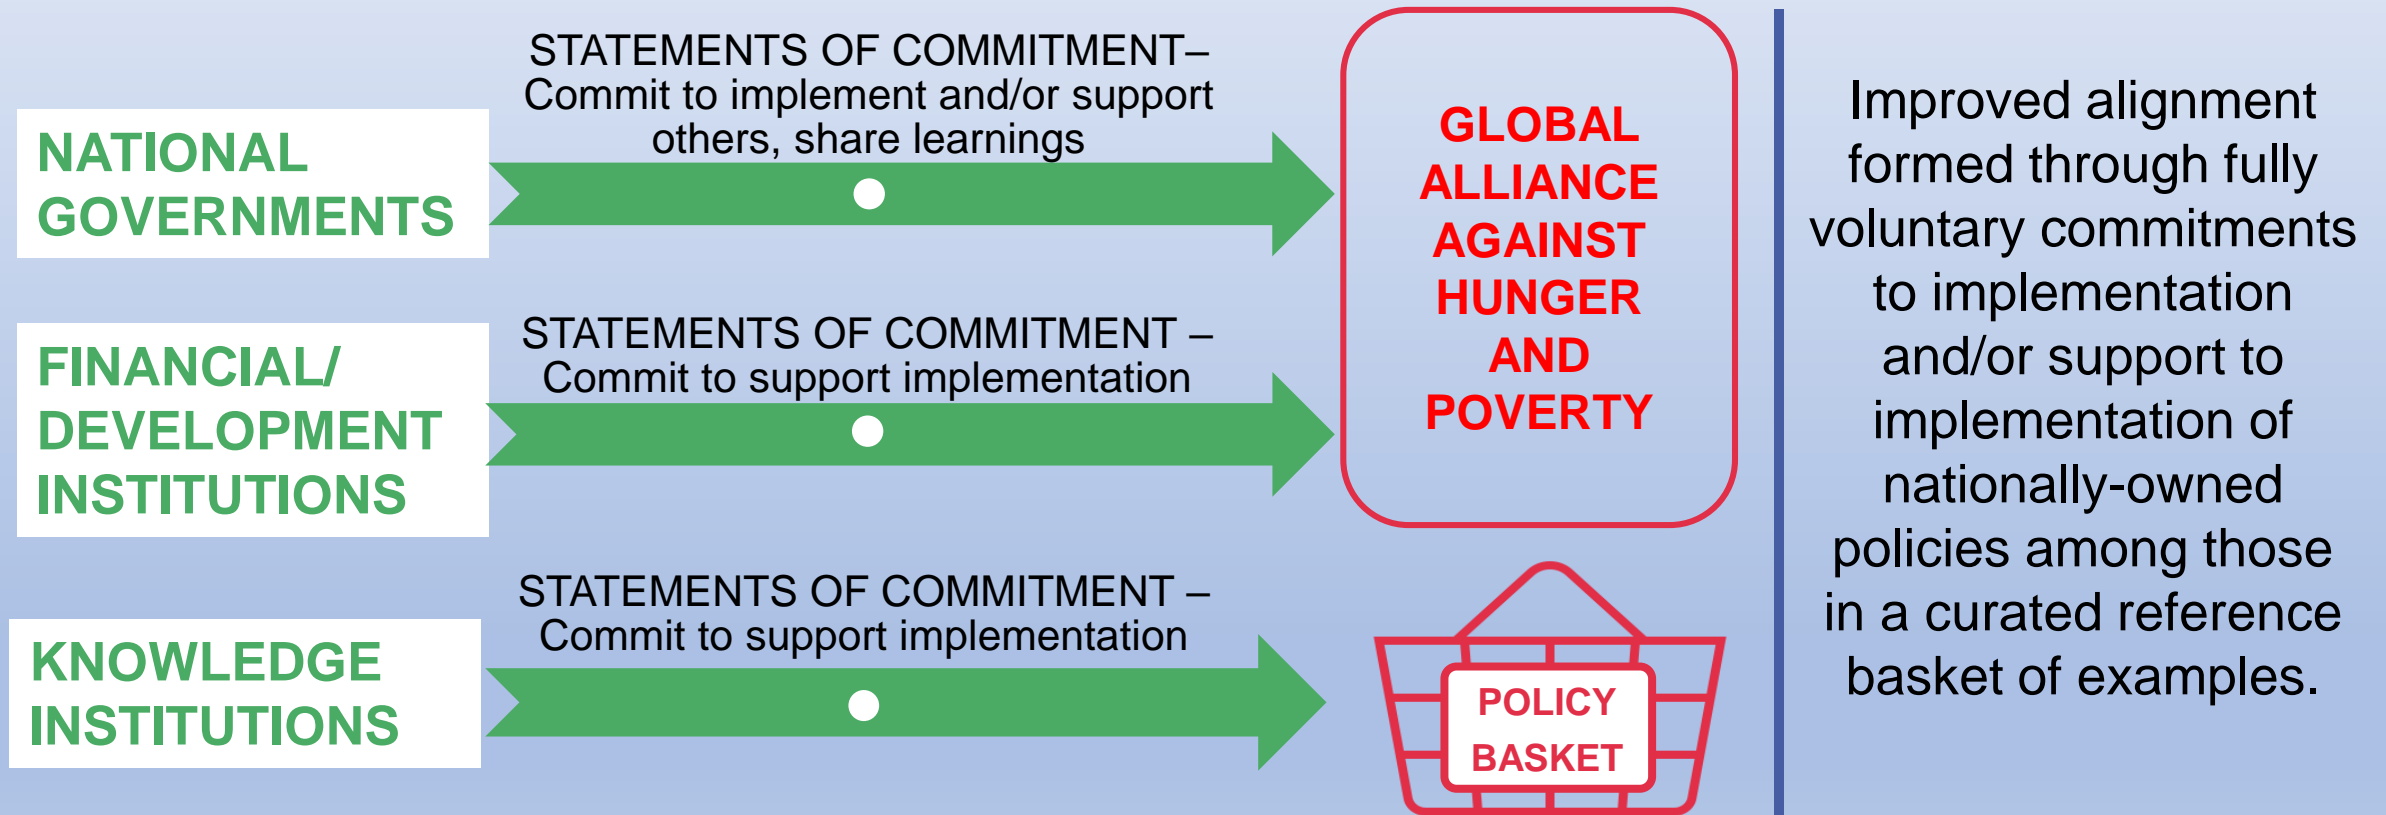 STATEMENTS OF COMMITMENT–
Commit to implement and/or support
others, share learnings
NATIONAL
GOVERNMENTS
STATEMENTS OF COMMITMENT –
Commit to support implementation
FINANCIAL/
DEVELOPMENT
INSTITUTIONS
STATEMENTS OF COMMITMENT –
Commit to support implementation
KNOWLEDGE
INSTITUTIONS
GLOBAL
ALLIANCE
AGAINST
HUNGER
AND
POVERTY
POLICY
BASKET
Improved alignment
formed through fully
voluntary commitments
to implementation
and/or support to
implementation of
nationally-owned
policies among those
in a curated reference
basket of examples.